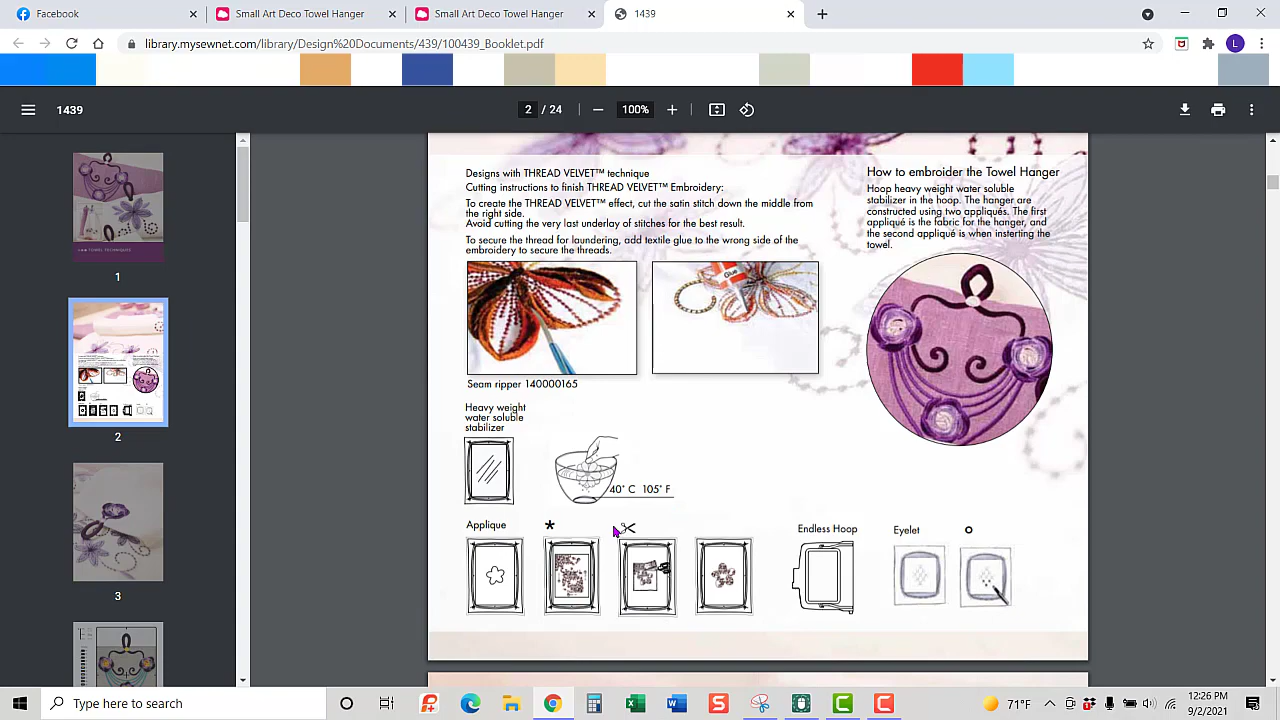 Facebook
Small Art Deco Towel Hanger
Small Art Deco Towel Hanger
1439
library.mysewnet.com/library/Design%20Documents/439/100439_Booklet.pdf
L
1439
2 / 24
100%
Designs with THREAD VELVET™ technique
Cutting instructions to finish THREAD VELVET™ Embroidery:
To create the THREAD VELVET™ effect, cut the satin stitch down the middle from
the right side.
Avoid cutting the very last underlay of stitches for the best result.
To secure the thread for laundering, add textile glue to the wrong side of the
embroidery to secure the threads.
Glue
Seam ripper 140000165
How to embroider the Towel Hanger
Hoop heavy weight water soluble
stabilizer in the hoop. The hanger are
constructed using two appliqués. The first
appliqué is the fabric for the hanger, and
the second appliqué is when insterting the
towel.
Heavy weight
water soluble
stabilizer
40° C 105° F
Applique
*
Endless Hoop
Eyelet
1
2
3
Type here to search
71°F
12:26 PM
9/2/2021